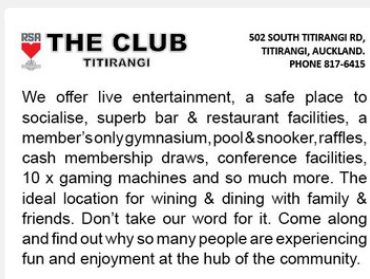 RSA
THE CLUB
TITIRANGI
502 SOUTH TITIRANGI RD,
TITIRANGI, AUCKLAND.
PHONE 817-6415
We offer live entertainment, a safe place to
socialise, superb bar & restaurant facilities, a
member's only gymnasium, pool & snooker, raffles,
cash membership draws, conference facilities,
10 x gaming machines and so much more. The
ideal location for wining & dining with family &
friends. Don't take our word for it. Come along
and find out why so many people are experiencing
fun and enjoyment at the hub of the community.